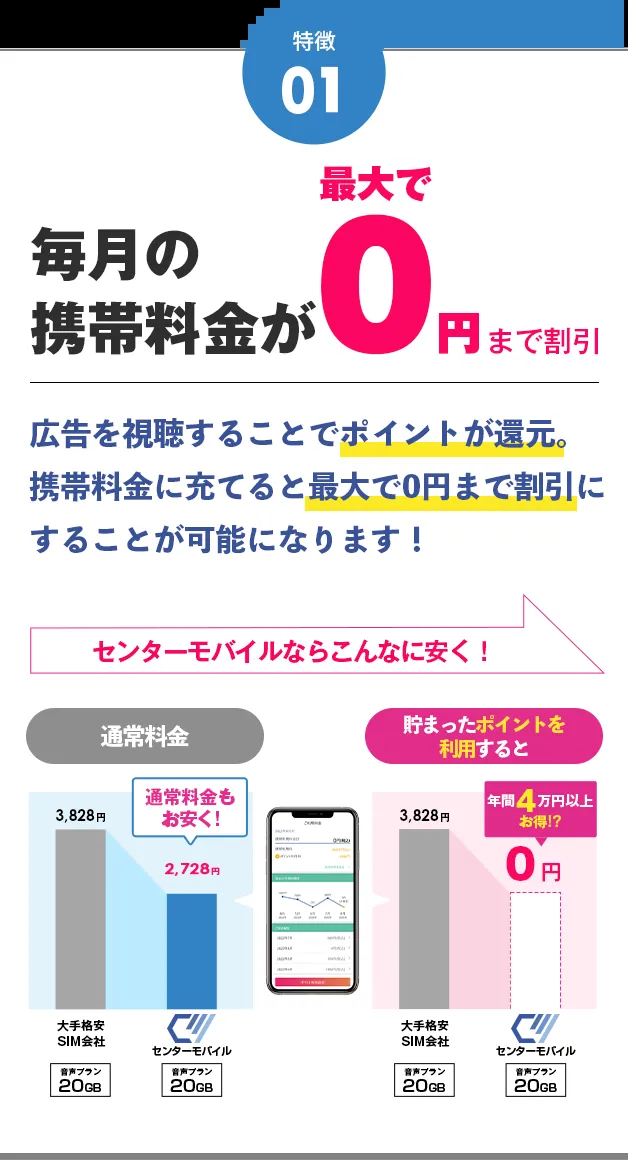 特徴
01
最大で
毎月の
携帯料金が0円まで割引
広告を視聴することでポイントが還元。
携帯料金に充てると最大で0円まで割引に
することが可能になります！
センターモバイルならこんなに安く！
通常料金
3,828円
通常料金も
お安く！
2,728円
大手格安
SIM会社
音声プラン
20GB
センターモバイル
音声プラン
20GB
貯まったポイントを
利用すると
3,828円
年間4万円以上
お得!?
0円
大手格安
SIM会社
音声プラン
20GB
センターモバイル
音声プラン
20GB